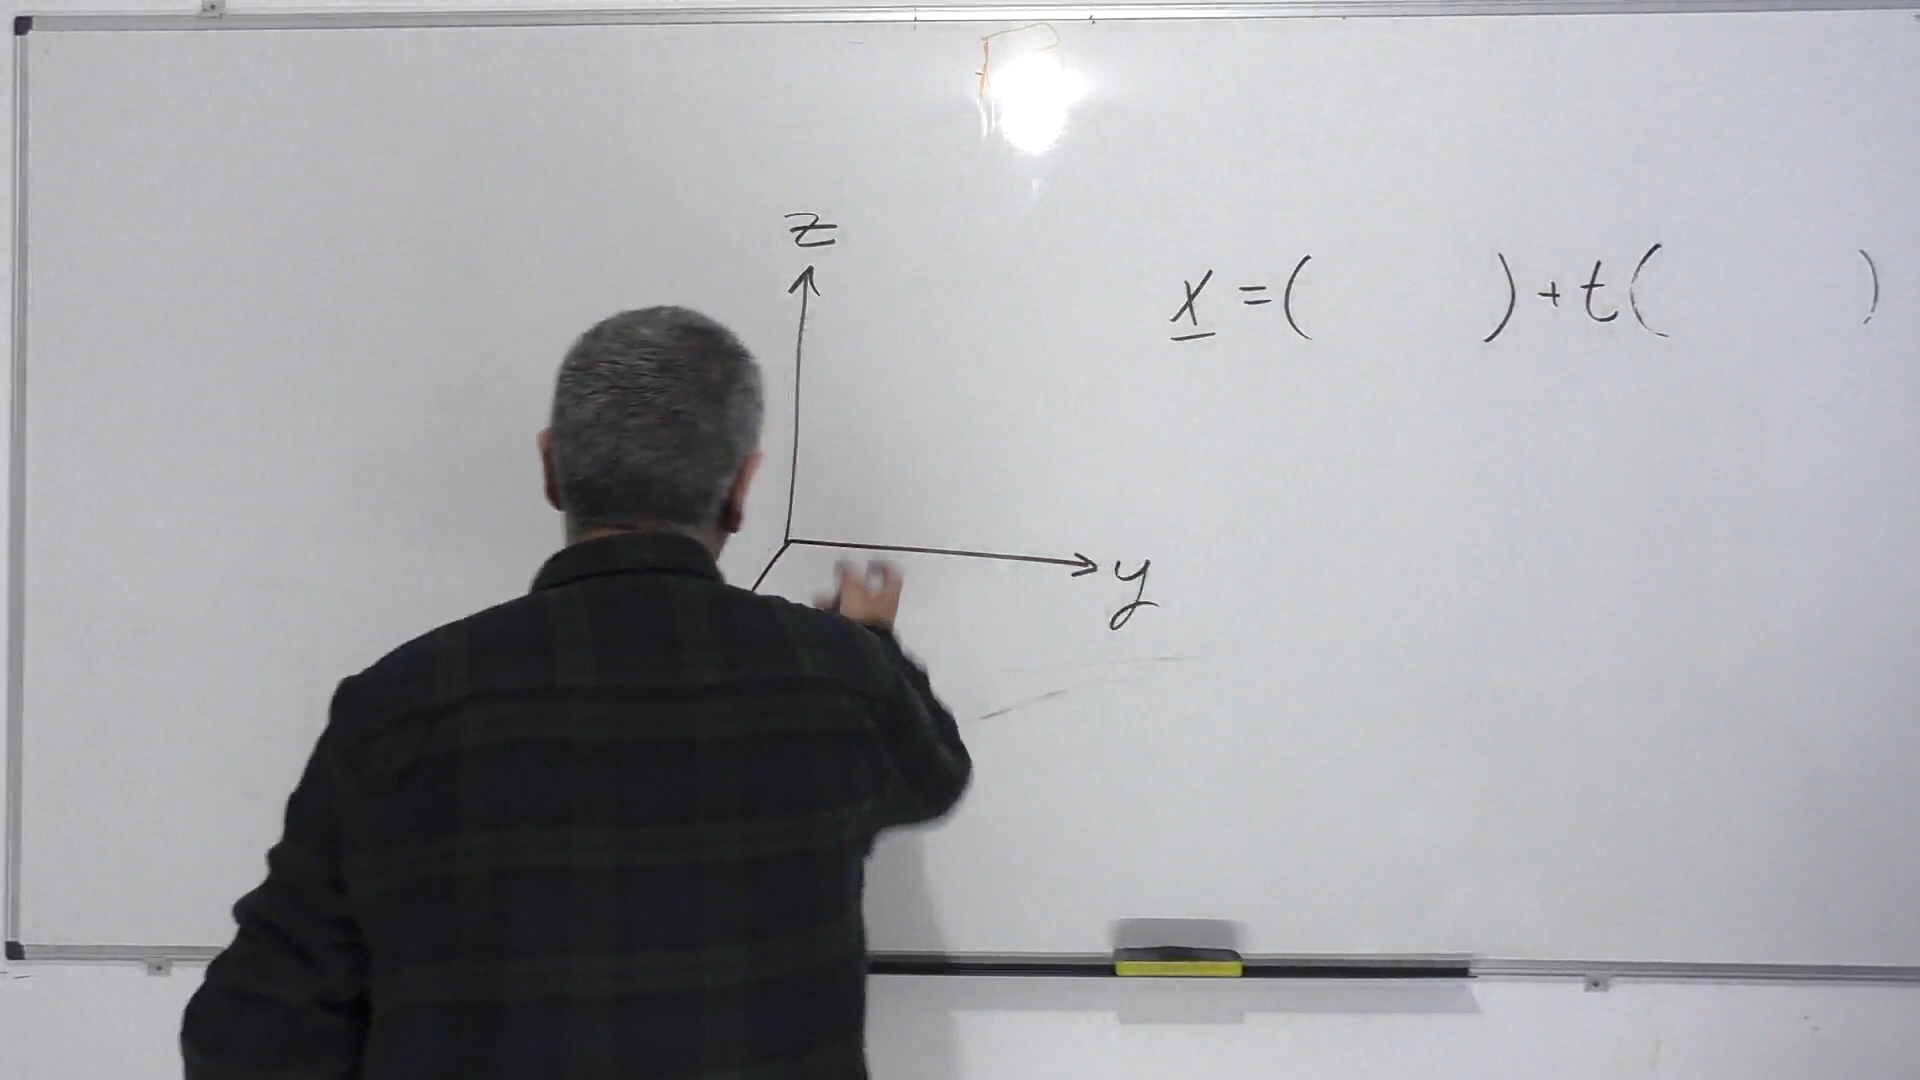 z
x = (        ) + t (        )
y